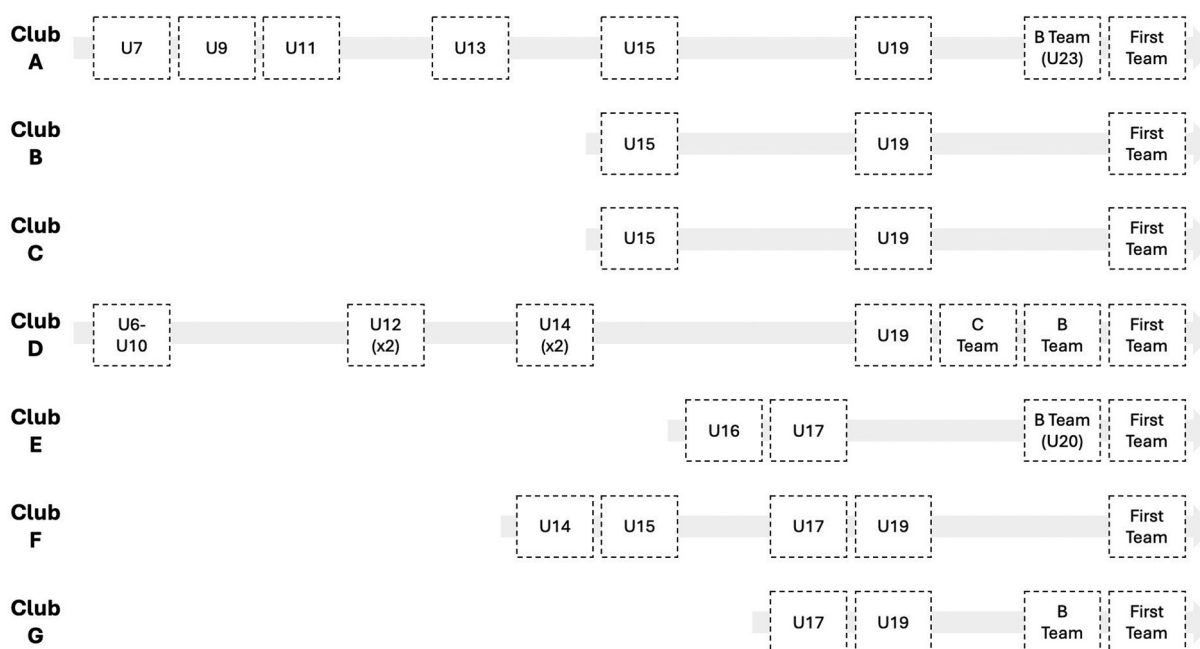 Club
A
U7
U9
U11
U13
U15
U19
B Team
(U23)
First
Team
Club
B
U15
U19
First
Team
Club
C
U15
U19
First
Team
Club
D
U6-
U10
U12
(x2)
U14
(x2)
U19
C
Team
B
Team
First
Team
Club
E
U16
U17
B Team
(U20)
First
Team
Club
F
U14
U15
U17
U19
First
Team
Club
G
U17
U19
B
Team
First
Team